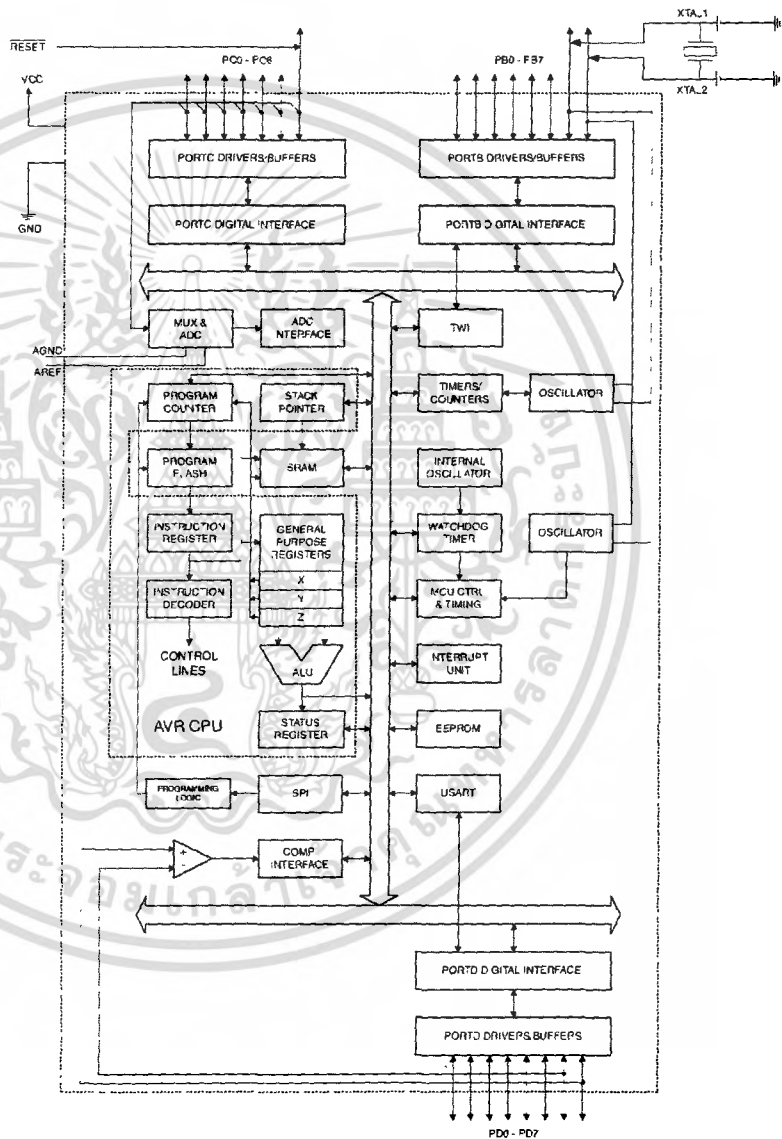 RESET
VCC
GND
PC0 - PC6
PB0 - PB7
XTAL1
XTAL2
PORTC DRIVERS/BUFFERS
PORTB DRIVERS/BUFFERS
PORTC DIGITAL INTERFACE
PORTB DIGITAL INTERFACE
MUX & ADC
ADC INTERFACE
TWI
AGND
AREF
PROGRAM COUNTER
STACK POINTER
TIMERS/ COUNTERS
OSCILLATOR
PROGRAM FLASH
SRAM
INTERNAL OSCILLATOR
INSTRUCTION REGISTER
GENERAL PURPOSE REGISTERS
WATCHDOG TIMER
OSCILLATOR
X
Y
Z
INSTRUCTION DECODER
MCU CTRL & TIMING
CONTROL LINES
ALU
INTERRUPT UNIT
AVR CPU
STATUS REGISTER
EEPROM
PROGRAMMING LOGIC
SPI
USART
+
-
COMP INTERFACE
PORTD DIGITAL INTERFACE
PORTD DRIVERS/BUFFERS
PD0 - PD7